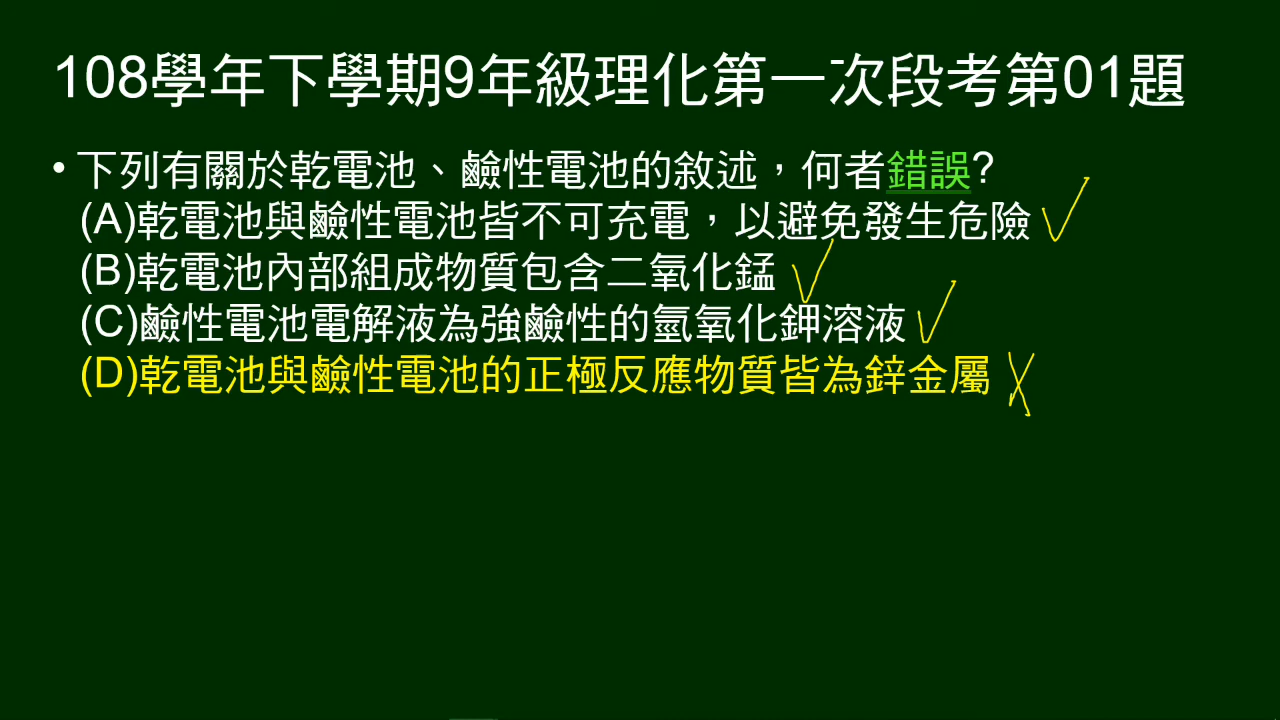 108學年下學期9年級理化第一次段考第01題
• 下列有關於乾電池、鹼性電池的敘述，何者錯誤?
(A)乾電池與鹼性電池皆不可充電，以避免發生危險
(B)乾電池內部組成物質包含二氧化錳
(C)鹼性電池電解液為強鹼性的氫氧化鉀溶液
(D)乾電池與鹼性電池的正極反應物質皆為鋅金屬